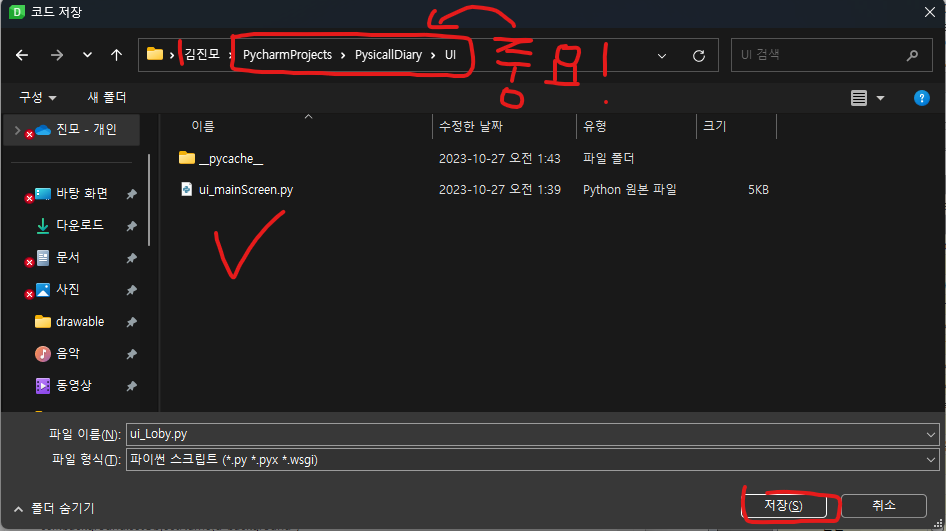 코드 저장
김진모 › PycharmProjects › PysicallDiary › UI
UI 검색
중요!
구성
새 폴더
진모 - 개인
바탕 화면
다운로드
문서
사진
drawable
음악
동영상
이름 수정한 날짜 유형 크기
__pycache__ 2023-10-27 오전 1:43 파일 폴더
ui_mainScreen.py 2023-10-27 오전 1:39 Python 원본 파일 5KB
파일 이름(N): ui_Loby.py
파일 형식(T): 파이썬 스크립트 (*.py *.pyx *.wsgi)
폴더 숨기기
저장(S)
취소